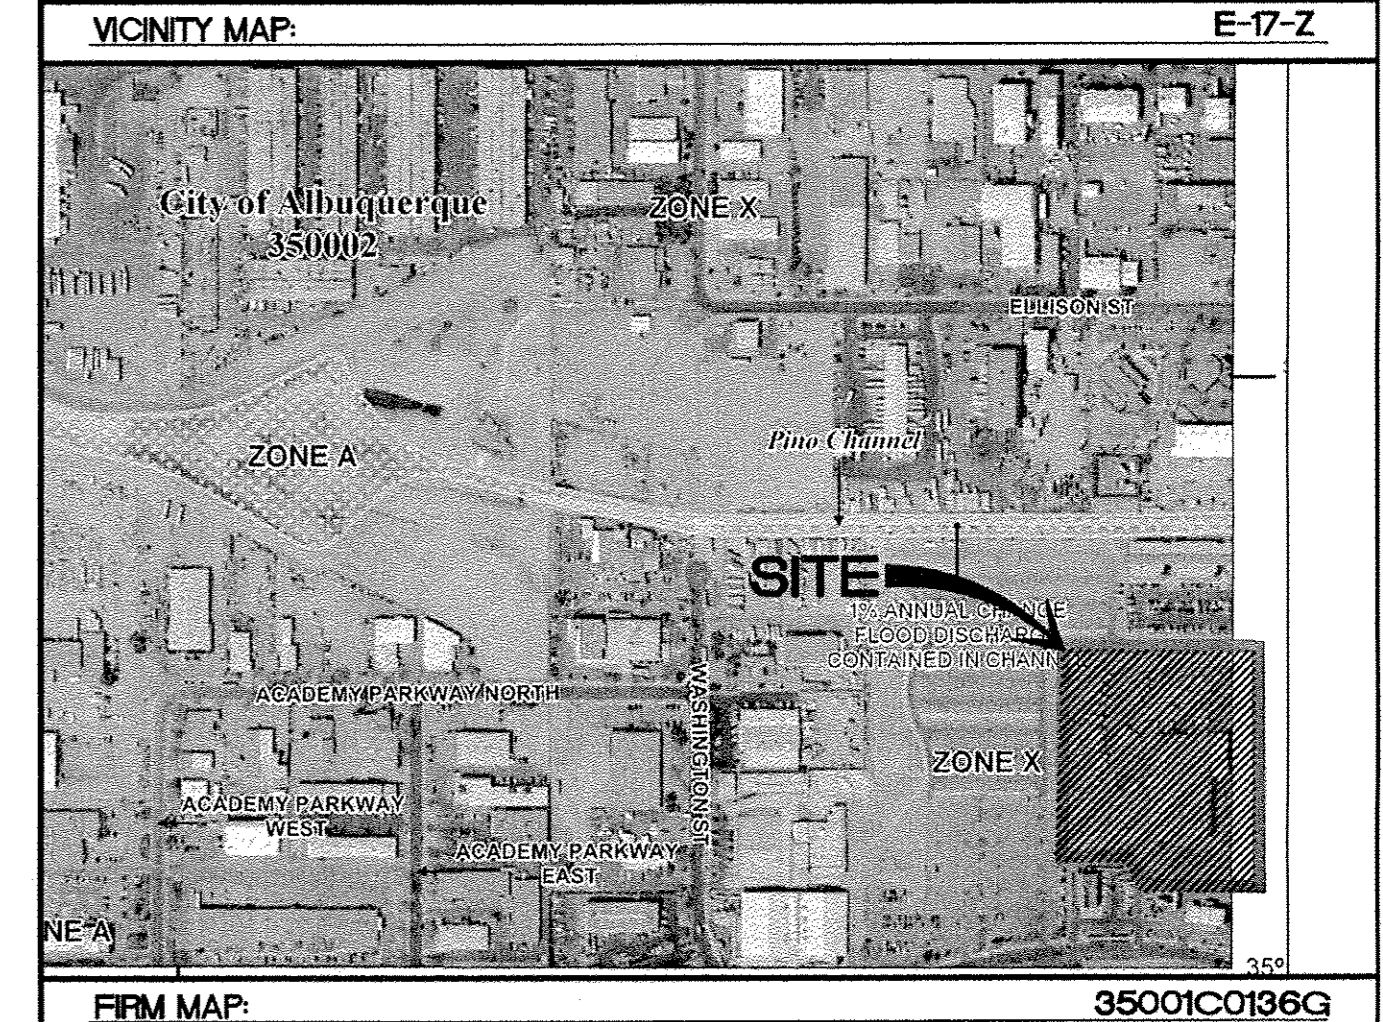 VICINITY MAP: E-17-Z
City of Albuquerque
350002
ZONE X
ELLISON ST
Pino Channel
ZONE A
SITE
1% ANNUAL CHANCE
FLOOD DISCHARGE
CONTAINED IN CHANN
ACADEMY PARKWAY NORTH
WASHINGTON ST
ZONE X
ACADEMY PARKWAY
WEST
ACADEMY PARKWAY
EAST
NE A
35°
FIRM MAP: 35001C0136G